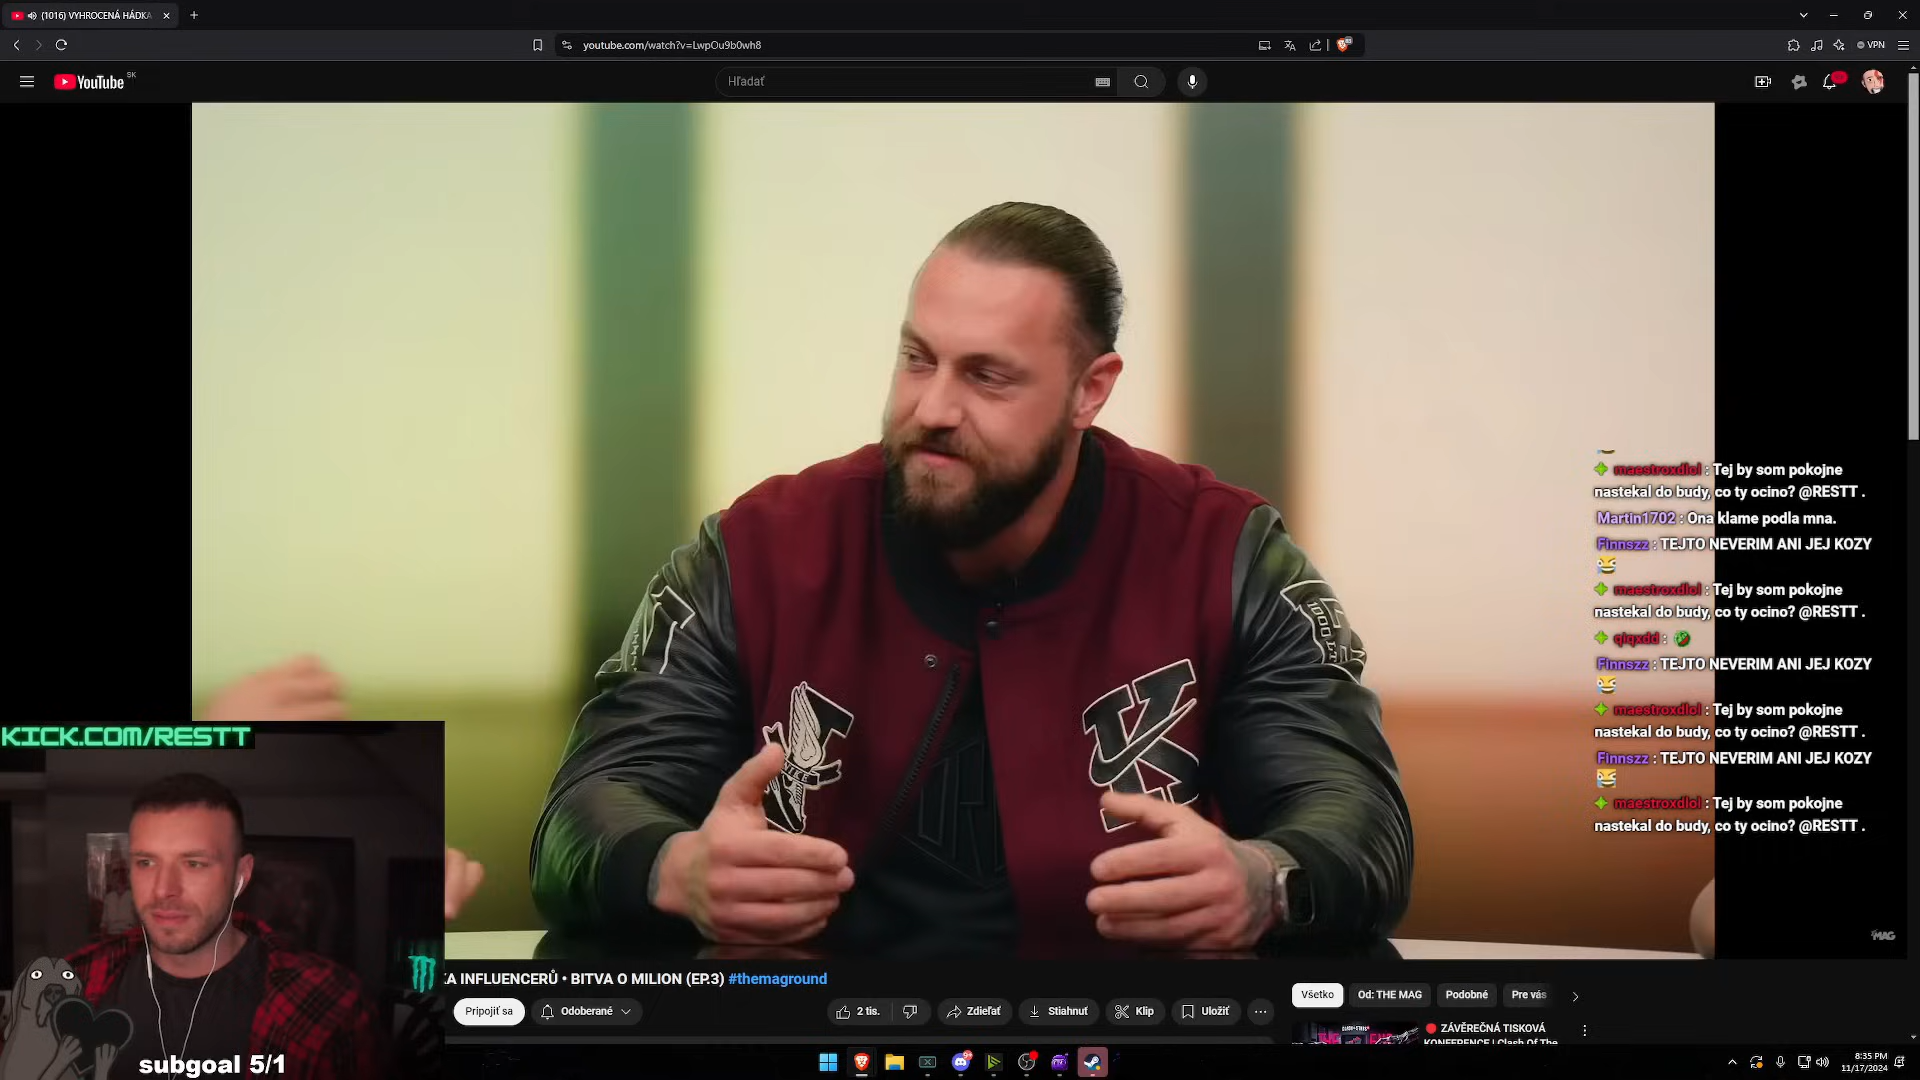 (1016) VYHROCENÁ HÁDKA
youtube.com/watch?v=LwpOu9b0wh8
VPN
YouTube SK
Hľadať
maestroxdlol : Tej by som pokojne
nastekal do budy, co ty ocino? @RESTT .
Martin1702 : Ona klame podla mna.
Finnszz : TEJTO NEVERIM ANI JEJ KOZY
maestroxdlol : Tej by som pokojne
nastekal do budy, co ty ocino? @RESTT .
qiqxdd :
Finnszz : TEJTO NEVERIM ANI JEJ KOZY
maestroxdlol : Tej by som pokojne
nastekal do budy, co ty ocino? @RESTT .
Finnszz : TEJTO NEVERIM ANI JEJ KOZY
maestroxdlol : Tej by som pokojne
nastekal do budy, co ty ocino? @RESTT .
NIKE
K
KICK.COM/RESTT
MAG
KA INFLUENCERŮ • BITVA O MILION (EP.3) #themaground
Pripojiť sa
Odoberané
2 tis.
Zdieľať
Stiahnuť
Klip
Uložiť
Všetko
Od: THE MAG
Podobné
Pre vás
ZÁVĚREČNÁ TISKOVÁ
KONFERENCE | Clash Of The
subgoal 5/1
8:35 PM
11/17/2024